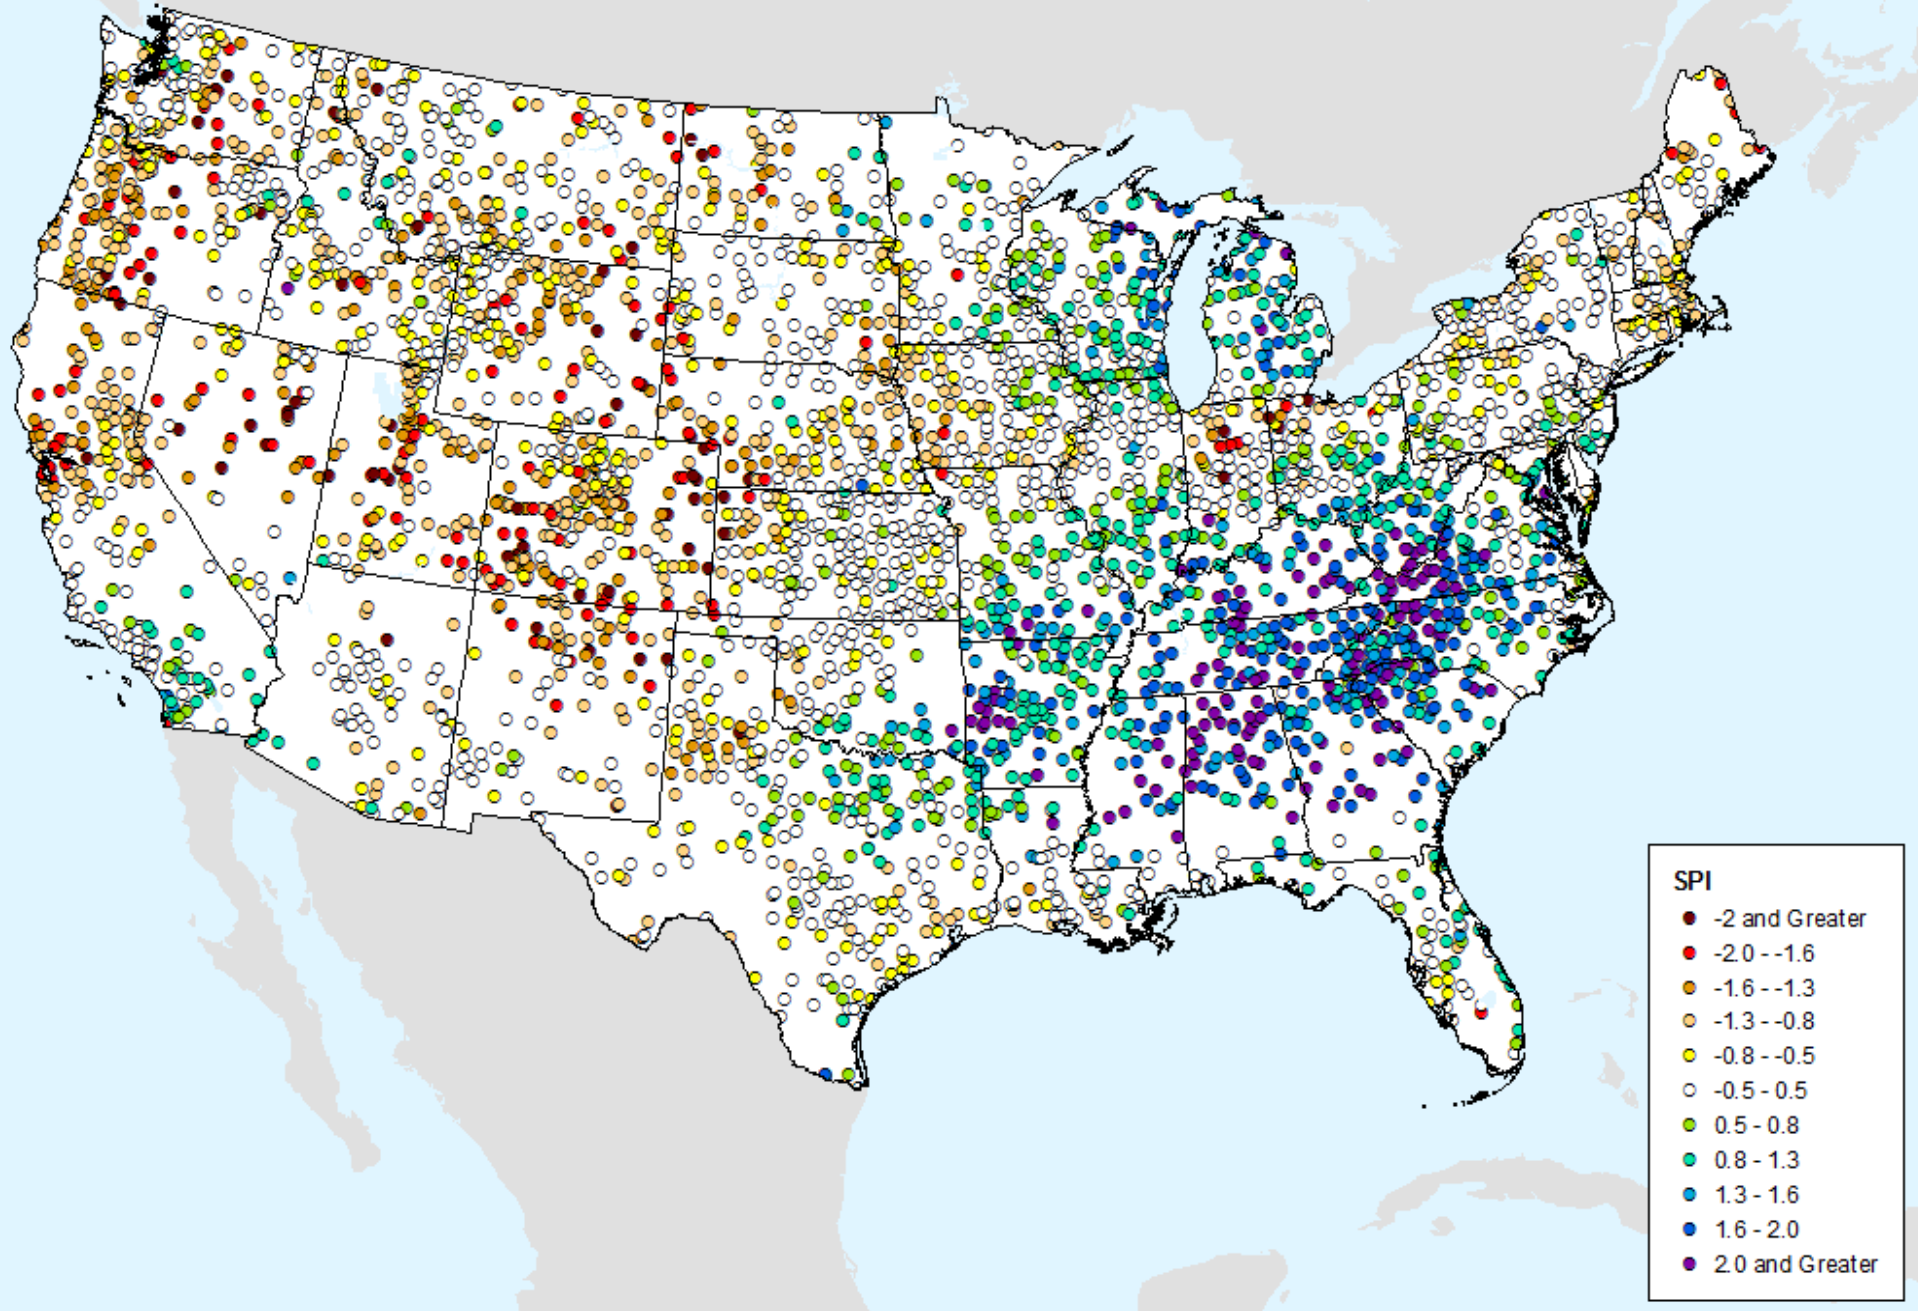 SPI
-2 and Greater
-2.0 - -1.6
-1.6 - -1.3
-1.3 - -0.8
-0.8 - -0.5
-0.5 - 0.5
0.5 - 0.8
0.8 - 1.3
1.3 - 1.6
1.6 - 2.0
2.0 and Greater